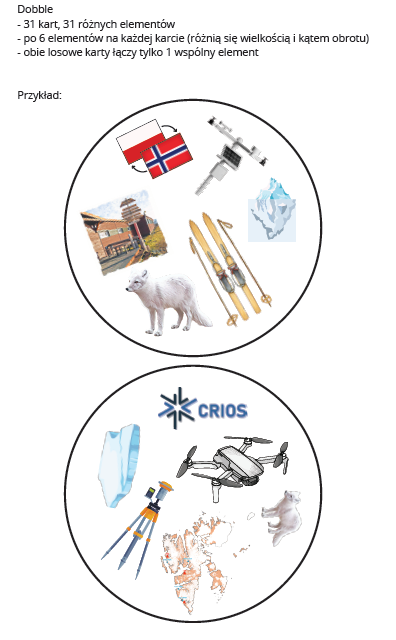 Dobble
- 31 kart, 31 różnych elementów
- po 6 elementów na każdej karcie (różnią się wielkością i kątem obrotu)
- obie losowe karty łączy tylko 1 wspólny element
Przykład:
CRIOS